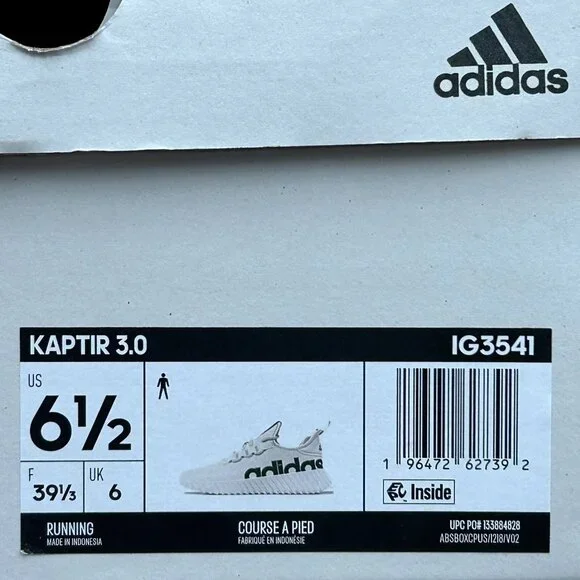 adidas
KAPTIR 3.0 IG3541
US
6½
F
39⅓
UK
6
adidas
1 96472 62739 2
Inside
RUNNING
MADE IN INDONESIA
COURSE A PIED
FABRIQUÉ EN INDONÉSIE
UPC PO# 133884828
ABSBOXCPUS/1218/V02